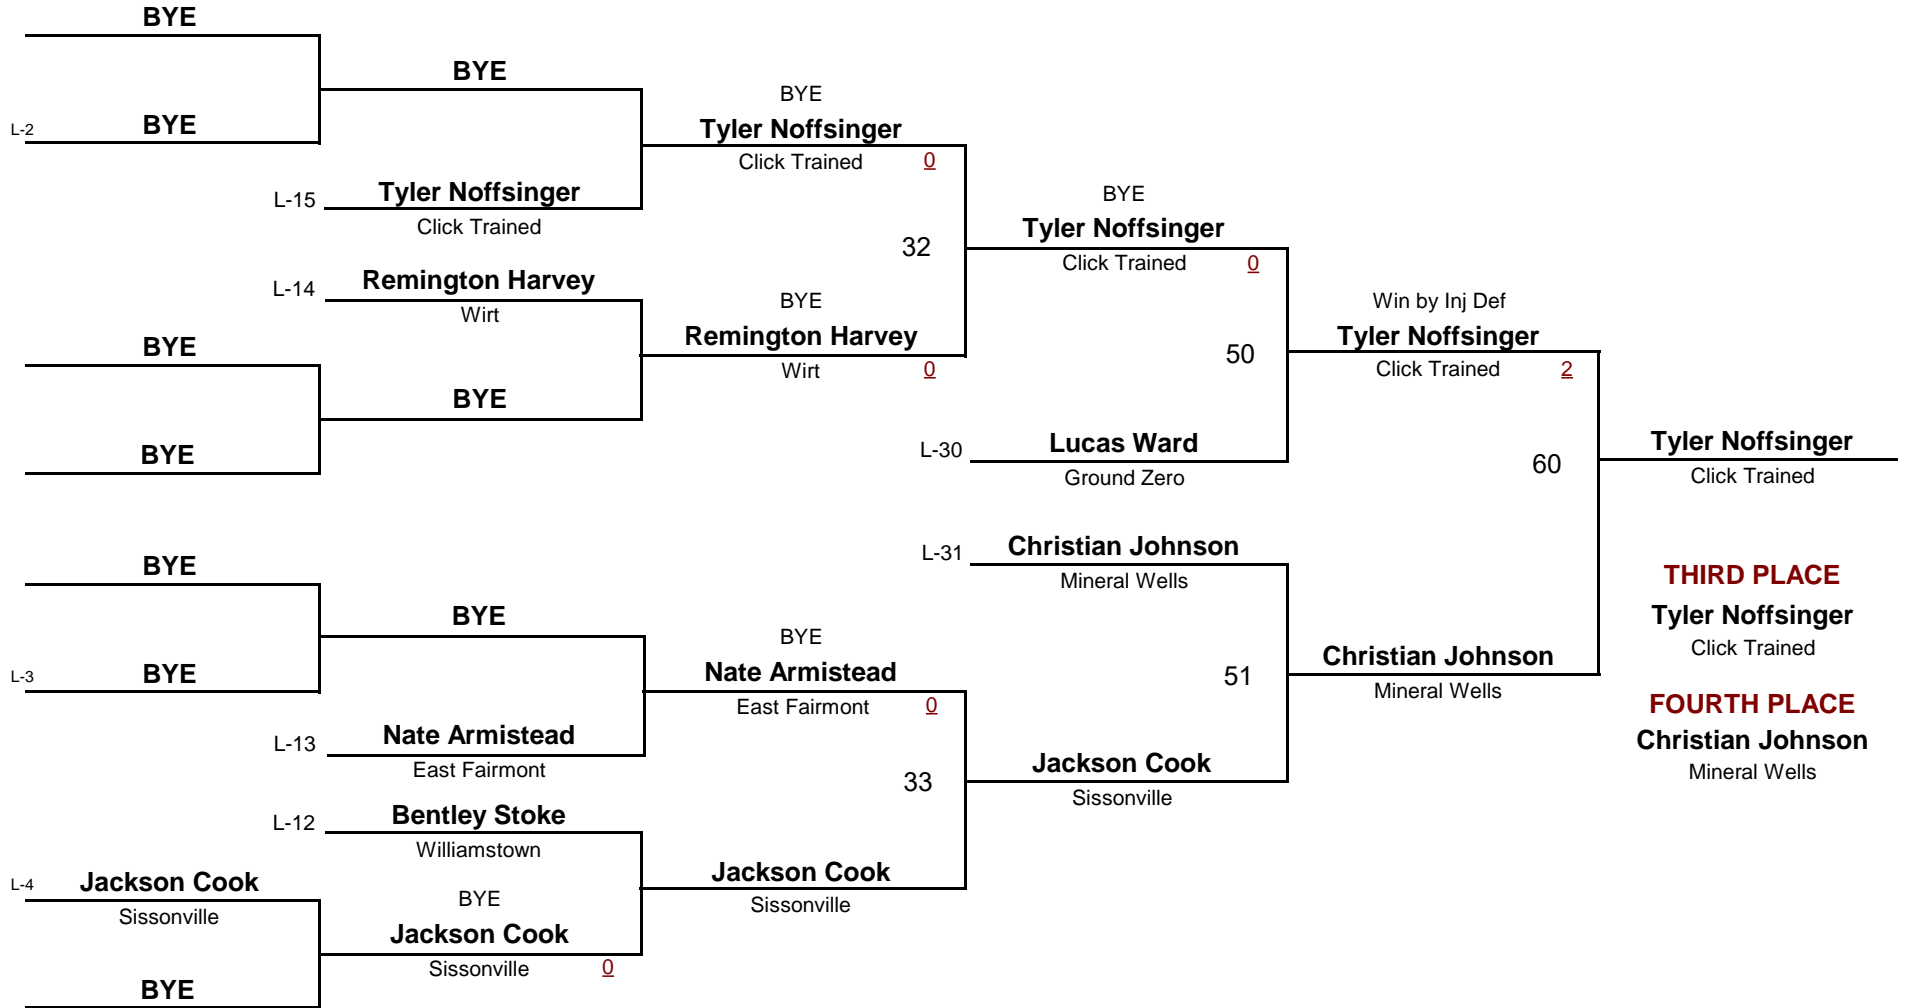 BYE
BYE
L-2
BYE
BYE
Tyler Noffsinger
Click Trained
0
L-15
Tyler Noffsinger
Click Trained
BYE
Tyler Noffsinger
Click Trained
0
32
L-14
Remington Harvey
Wirt
BYE
Remington Harvey
Wirt
0
BYE
BYE
BYE
Win by Inj Def
Tyler Noffsinger
Click Trained
2
50
L-30
Lucas Ward
Ground Zero
60
Tyler Noffsinger
Click Trained
L-31
Christian Johnson
Mineral Wells
BYE
BYE
L-3
BYE
BYE
Nate Armistead
East Fairmont
0
51
Christian Johnson
Mineral Wells
THIRD PLACE
Tyler Noffsinger
Click Trained
FOURTH PLACE
Christian Johnson
Mineral Wells
L-13
Nate Armistead
East Fairmont
33
Jackson Cook
Sissonville
L-12
Bentley Stoke
Williamstown
Jackson Cook
Sissonville
L-4
Jackson Cook
Sissonville
BYE
Jackson Cook
Sissonville
0
BYE